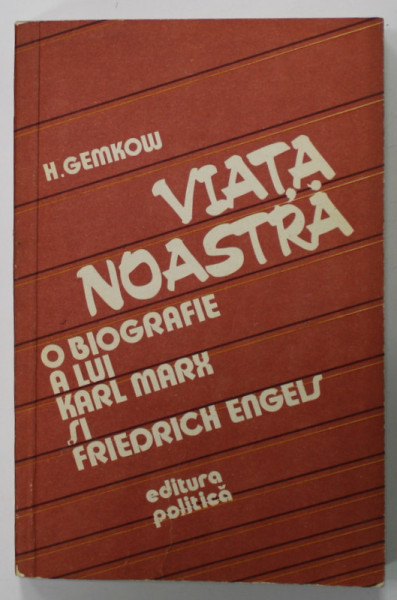 H. GEMKOW
VIAȚA
NOASTRĂ
O BIOGRAFIE
A LUI
KARL MARX
ȘI
FRIEDRICH ENGELS
editura
politică